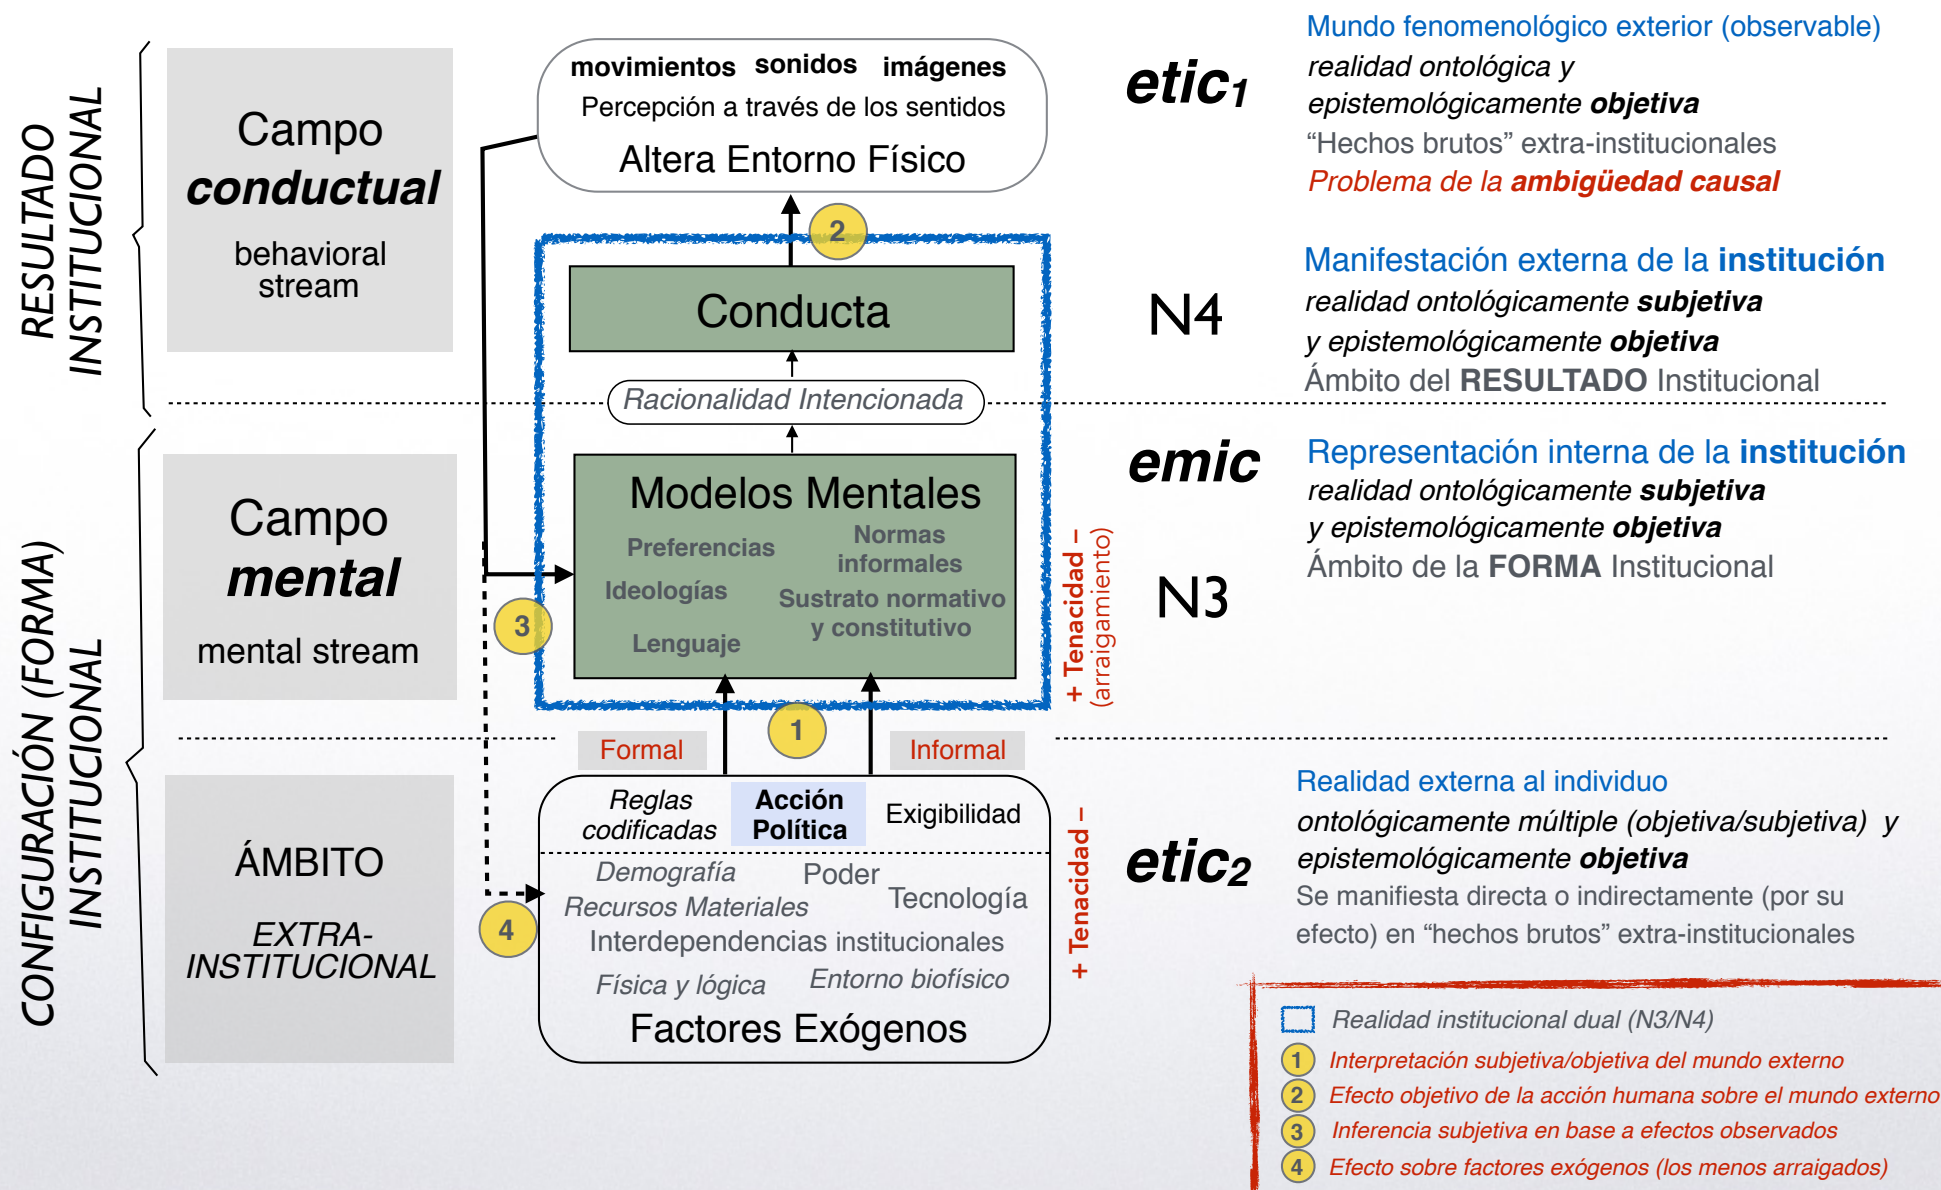 RESULTADO
INSTITUCIONAL
Campo
conductual
behavioral
stream
movimientos sonidos imágenes
Percepción a través de los sentidos
Altera Entorno Físico
2
Conducta
Racionalidad Intencionada
etic1
Mundo fenomenológico exterior (observable)
realidad ontológica y
epistemológicamente objetiva
“Hechos brutos” extra-institucionales
Problema de la ambigüedad causal
N4
Manifestación externa de la institución
realidad ontológicamente subjetiva
y epistemológicamente objetiva
Ámbito del RESULTADO Institucional
CONFIGURACIÓN (FORMA)
INSTITUCIONAL
Campo
mental
mental stream
Modelos Mentales
Preferencias
Normas
informales
Ideologías
Sustrato normativo
y constitutivo
Lenguaje
3
1
+ Tenacidad –
(arraigamiento)
emic
N3
Representación interna de la institución
realidad ontológicamente subjetiva
y epistemológicamente objetiva
Ámbito de la FORMA Institucional
ÁMBITO
EXTRA-
INSTITUCIONAL
Formal
Informal
Reglas
codificadas
Acción
Política
Exigibilidad
Demografía
Poder
Recursos Materiales
Tecnología
Interdependencias institucionales
Física y lógica
Entorno biofísico
Factores Exógenos
4
+ Tenacidad –
etic2
Realidad externa al individuo
ontológicamente múltiple (objetiva/subjetiva) y
epistemológicamente objetiva
Se manifiesta directa o indirectamente (por su
efecto) en “hechos brutos” extra-institucionales
Realidad institucional dual (N3/N4)
1 Interpretación subjetiva/objetiva del mundo externo
2 Efecto objetivo de la acción humana sobre el mundo externo
3 Inferencia subjetiva en base a efectos observados
4 Efecto sobre factores exógenos (los menos arraigados)